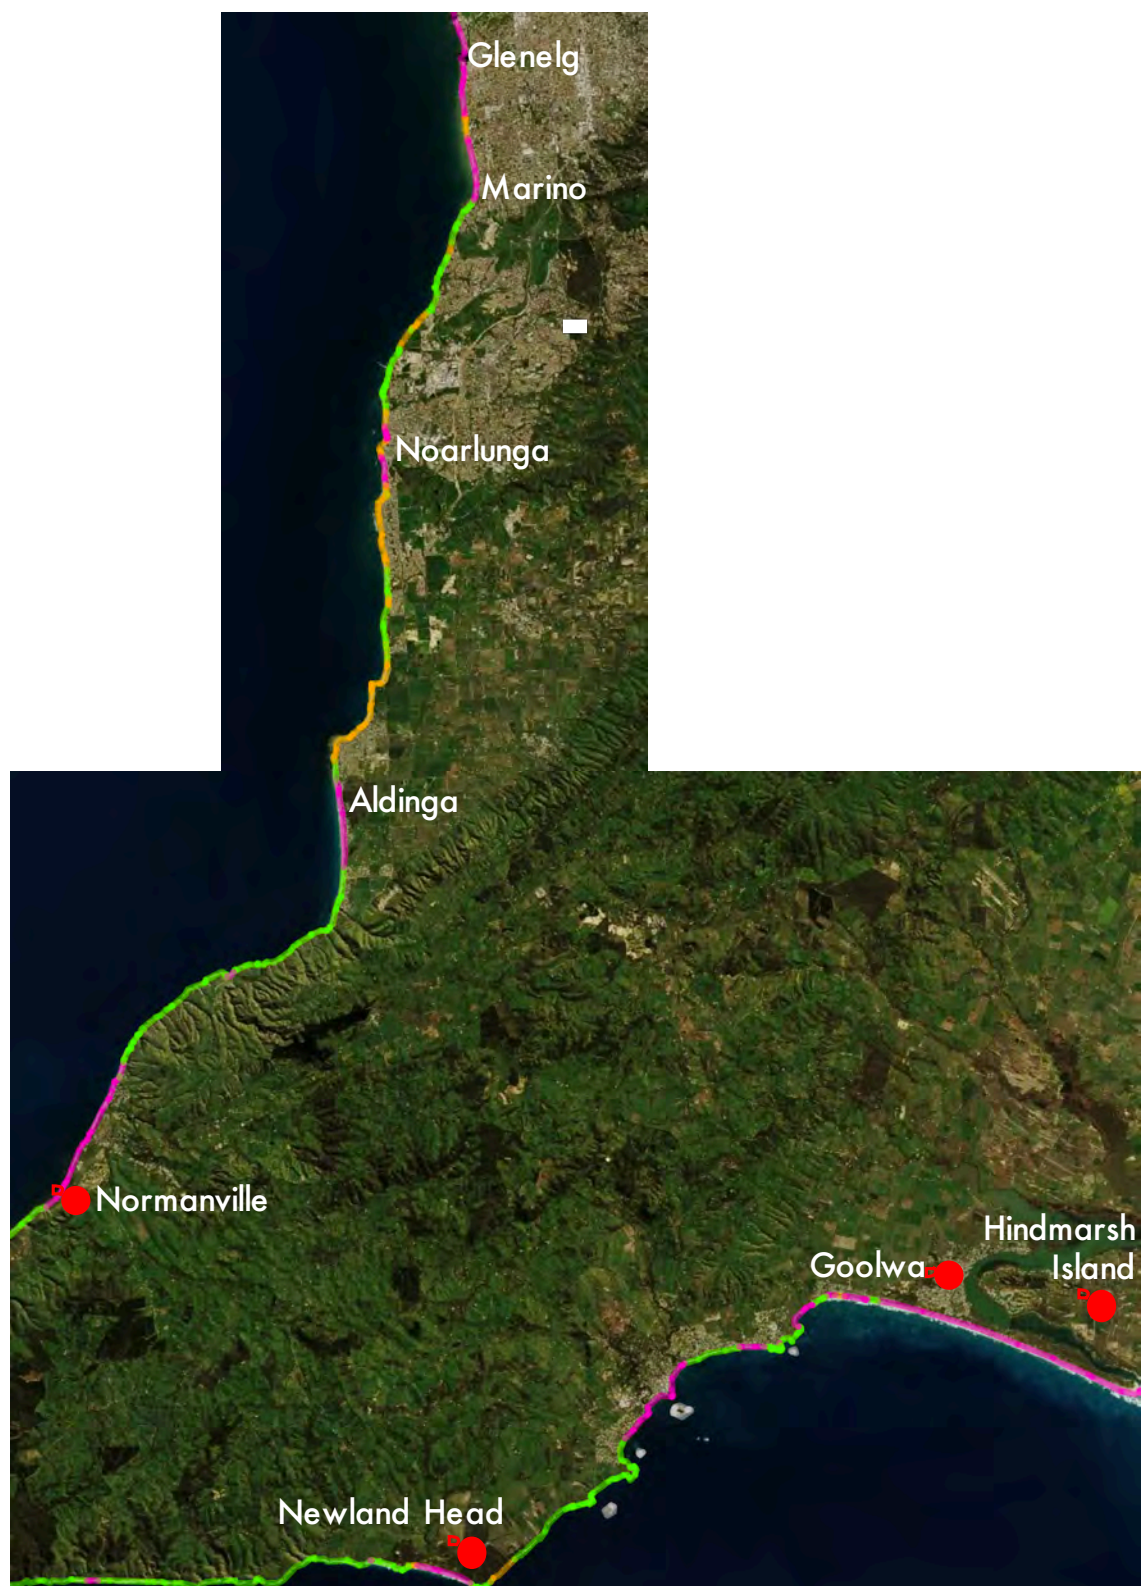 Glenelg
Marino
Noarlunga
Aldinga
Normanville
Hindmarsh
Island
Goolwa
Newland Head